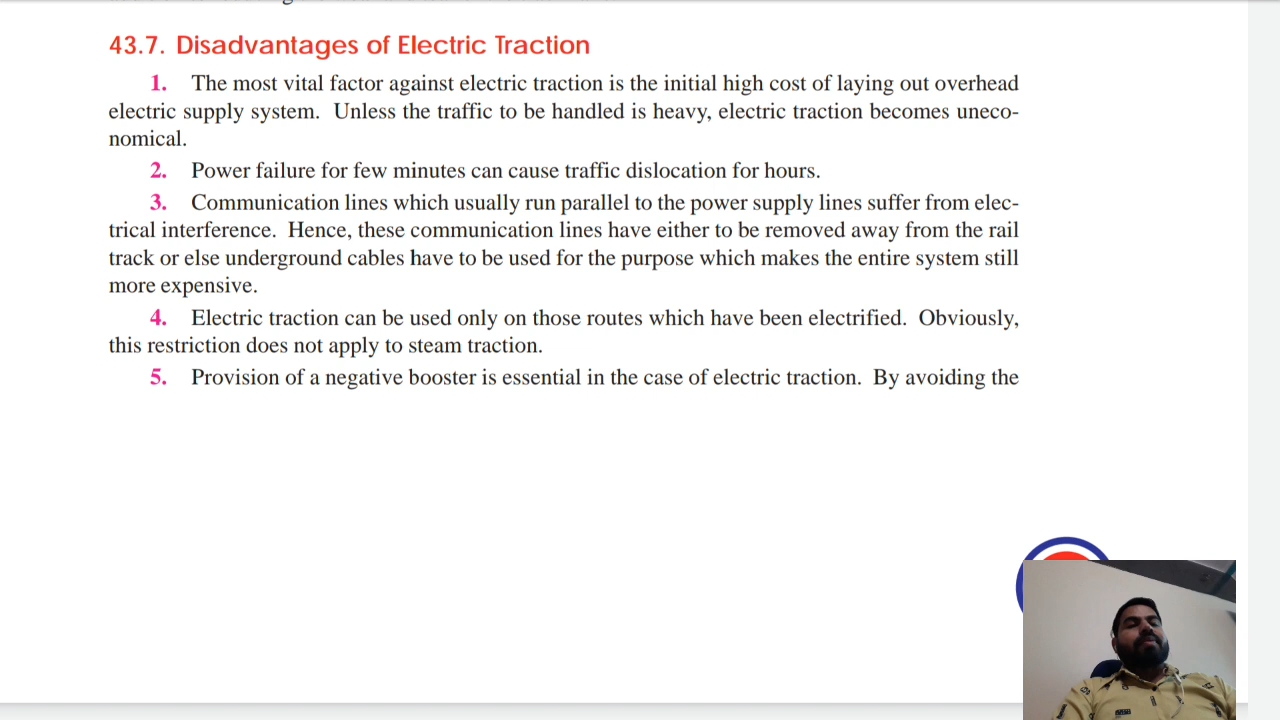 43.7. Disadvantages of Electric Traction
1. The most vital factor against electric traction is the initial high cost of laying out overhead
electric supply system. Unless the traffic to be handled is heavy, electric traction becomes uneco-
nomical.
2. Power failure for few minutes can cause traffic dislocation for hours.
3. Communication lines which usually run parallel to the power supply lines suffer from elec-
trical interference. Hence, these communication lines have either to be removed away from the rail
track or else underground cables have to be used for the purpose which makes the entire system still
more expensive.
4. Electric traction can be used only on those routes which have been electrified. Obviously,
this restriction does not apply to steam traction.
5. Provision of a negative booster is essential in the case of electric traction. By avoiding the